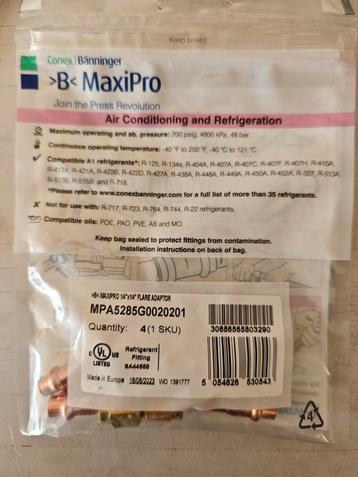 Keep sealed
Conex | Bänninger
>B< MaxiPro
Join the Press Revolution
Air Conditioning and Refrigeration
Maximum operating and ab. pressure: 700 psig, 4800 kPa, 48 bar
Continuous operating temperature: -40 °F to 250 °F, -40 °C to 121 °C
Compatible A1 refrigerants*: R-125, R-134a, R-404A, R-407A, R-407C, R-407F, R-407H, R-410A,
R-417A, R-421A, R-422B, R-422D, R-427A, R-438A, R-448A, R-449A, R-450A, R-452A, R-507, R-513A,
R-513B, R-515B and R-718.
*Please refer to www.conexbanninger.com for a full list of more than 35 refrigerants.
Not for use with: R-717, R-723, R-764, R-744, R-22 refrigerants.
Compatible oils: POE, PAO, PVE, AB and MO.
Keep bag sealed to protect fittings from contamination.
Installation instructions on back of bag.
>B< MAXIPRO 1/4"x1/4" FLARE ADAPTOR
MPA5285G0020201
Quantity: 4 (1 SKU)
30656565803290
C UL US
LISTED
Refrigerant
Fitting
SA44668
Made in Europe 18/08/2023 WO 1391777
5 054826 530543
4